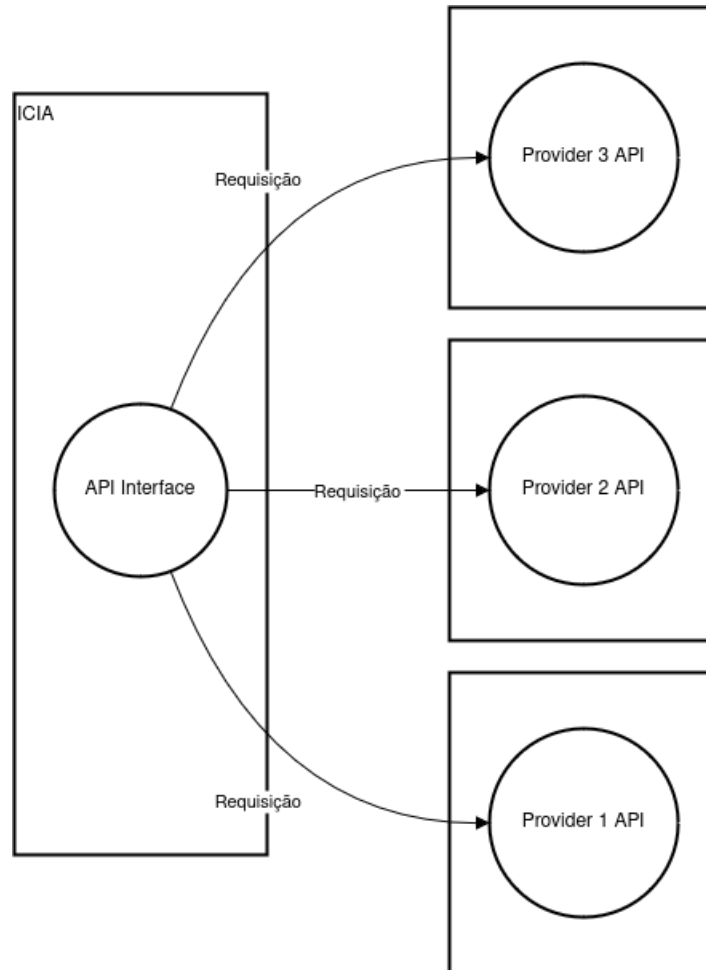 ICIA
Provider 3 API
Requisição
API Interface
Requisição
Provider 2 API
Requisição
Provider 1 API